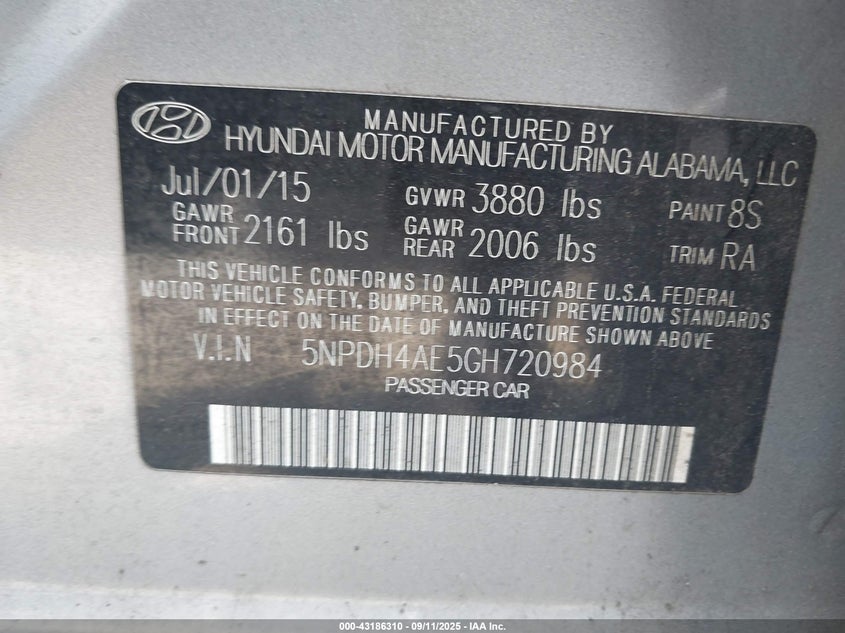 MANUFACTURED BY
HYUNDAI MOTOR MANUFACTURING ALABAMA, LLC
Jul/01/15 GVWR 3880 lbs PAINT 8S
GAWR FRONT 2161 lbs GAWR REAR 2006 lbs TRIM RA
THIS VEHICLE CONFORMS TO ALL APPLICABLE U.S.A. FEDERAL
MOTOR VEHICLE SAFETY, BUMPER, AND THEFT PREVENTION STANDARDS
IN EFFECT ON THE DATE OF MANUFACTURE SHOWN ABOVE
V.I.N 5NPDH4AE5GH720984
PASSENGER CAR
000-43186310 - 09/11/2025 - IAA Inc.